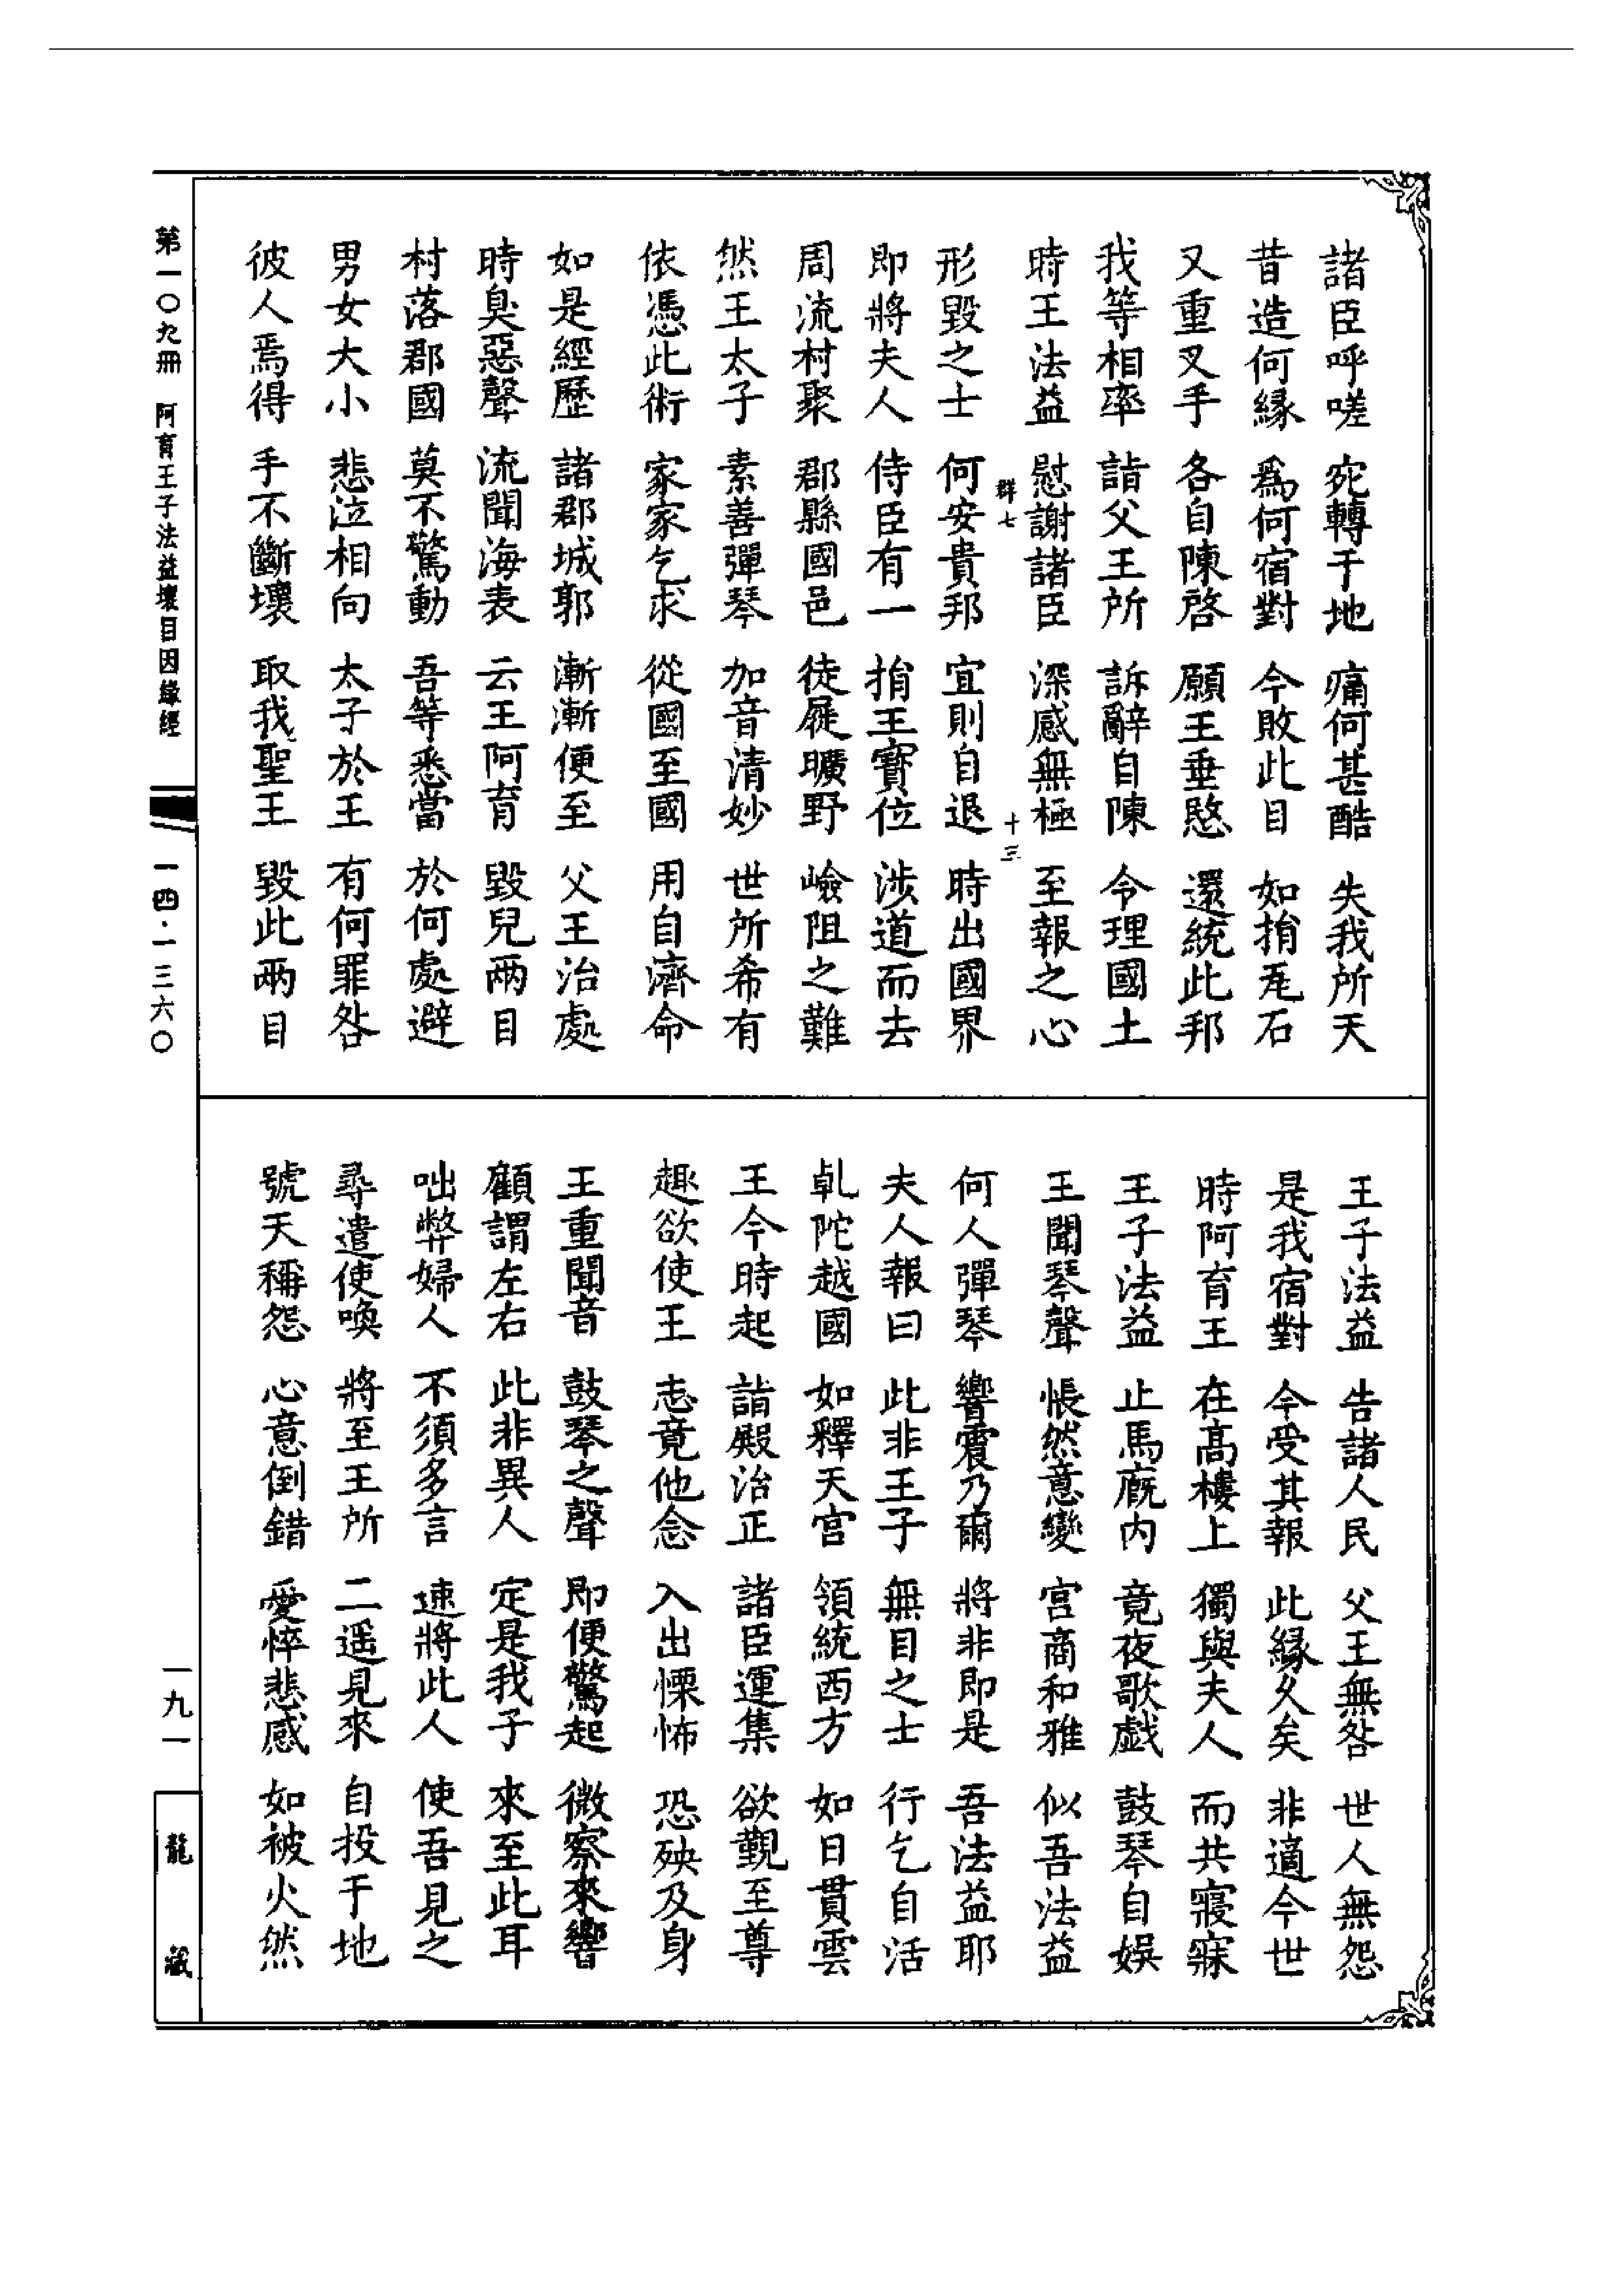 諸臣呼嗟　宛轉于地　痛何甚酷　失我所天
昔造何縁　爲何宿對　今敗此目　如捐瓦石
又重叉手　各自陳啓　願王垂愍　還統此邦
我等相率　詣父王所　訴辭自陳　令理國土
時王法益　慰謝諸臣　深感無極　至報之心
群七　十三
形毀之士　何安貴邦　宜則自退　時出國界
即將夫人　侍臣有一　捐王寶位　涉道而去
周流村聚　郡縣國邑　徒屣曠野　嶮阻之難
然王太子　素善彈琴　加音清妙　世所希有
依憑此術　家家乞求　從國至國　用自濟命
如是經歷　諸郡城郭　漸漸便至　父王治處
時臭惡聲　流聞海表　云王阿育　毀兒兩目
村落郡國　莫不驚動　吾等悉當　於何處避
男女大小　悲泣相向　太子於王　有何罪咎
彼人焉得　手不斷壞　取我聖王　毀此兩目
王子法益　告諸人民　父王無咎　世人無怨
是我宿對　今受其報　此縁久矣　非適今世
時阿育王　在高樓上　獨與夫人　而共寢寐
王子法益　止馬廐内　竟夜歌戯　鼓琴自娯
王聞琴聲　悵然意變　宮商和雅　似吾法益
何人彈琴　響震乃爾　將非即是　吾法益耶
夫人報曰　此非王子　無目之士　行乞自活
乹陀越國　如釋天宮　領統西方　如日貫雲
王今時起　詣殿治正　諸臣運集　欲覲至尊
趣欲使王　志竟他念　入出慄怖　恐殃及身
王重聞音　鼓琴之聲　即便驚起　微察來響
顧謂左右　此非異人　定是我子　來至此耳
咄弊婦人　不須多言　速將此人　使吾見之
尋遣使喚　將至王所　二遥見來　自投于地
號天稱怨　心意倒錯　愛悴悲感　如被火然
第一〇九冊　阿育王子法益壞目因緣經
一四・一三六〇
一九一
龍藏